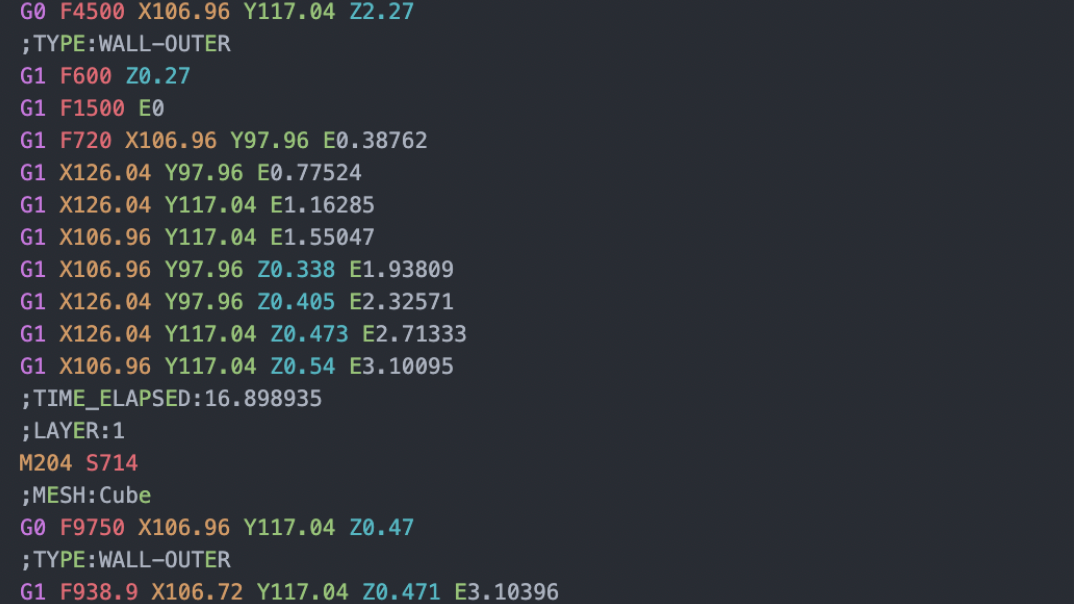 G0 F4500 X106.96 Y117.04 Z2.27
;TYPE:WALL-OUTER
G1 F600 Z0.27
G1 F1500 E0
G1 F720 X106.96 Y97.96 E0.38762
G1 X126.04 Y97.96 E0.77524
G1 X126.04 Y117.04 E1.16285
G1 X106.96 Y117.04 E1.55047
G1 X106.96 Y97.96 Z0.338 E1.93809
G1 X126.04 Y97.96 Z0.405 E2.32571
G1 X126.04 Y117.04 Z0.473 E2.71333
G1 X106.96 Y117.04 Z0.54 E3.10095
;TIME_ELAPSED:16.898935
;LAYER:1
M204 S714
;MESH:Cube
G0 F9750 X106.96 Y117.04 Z0.47
;TYPE:WALL-OUTER
G1 F938.9 X106.72 Y117.04 Z0.471 E3.10396